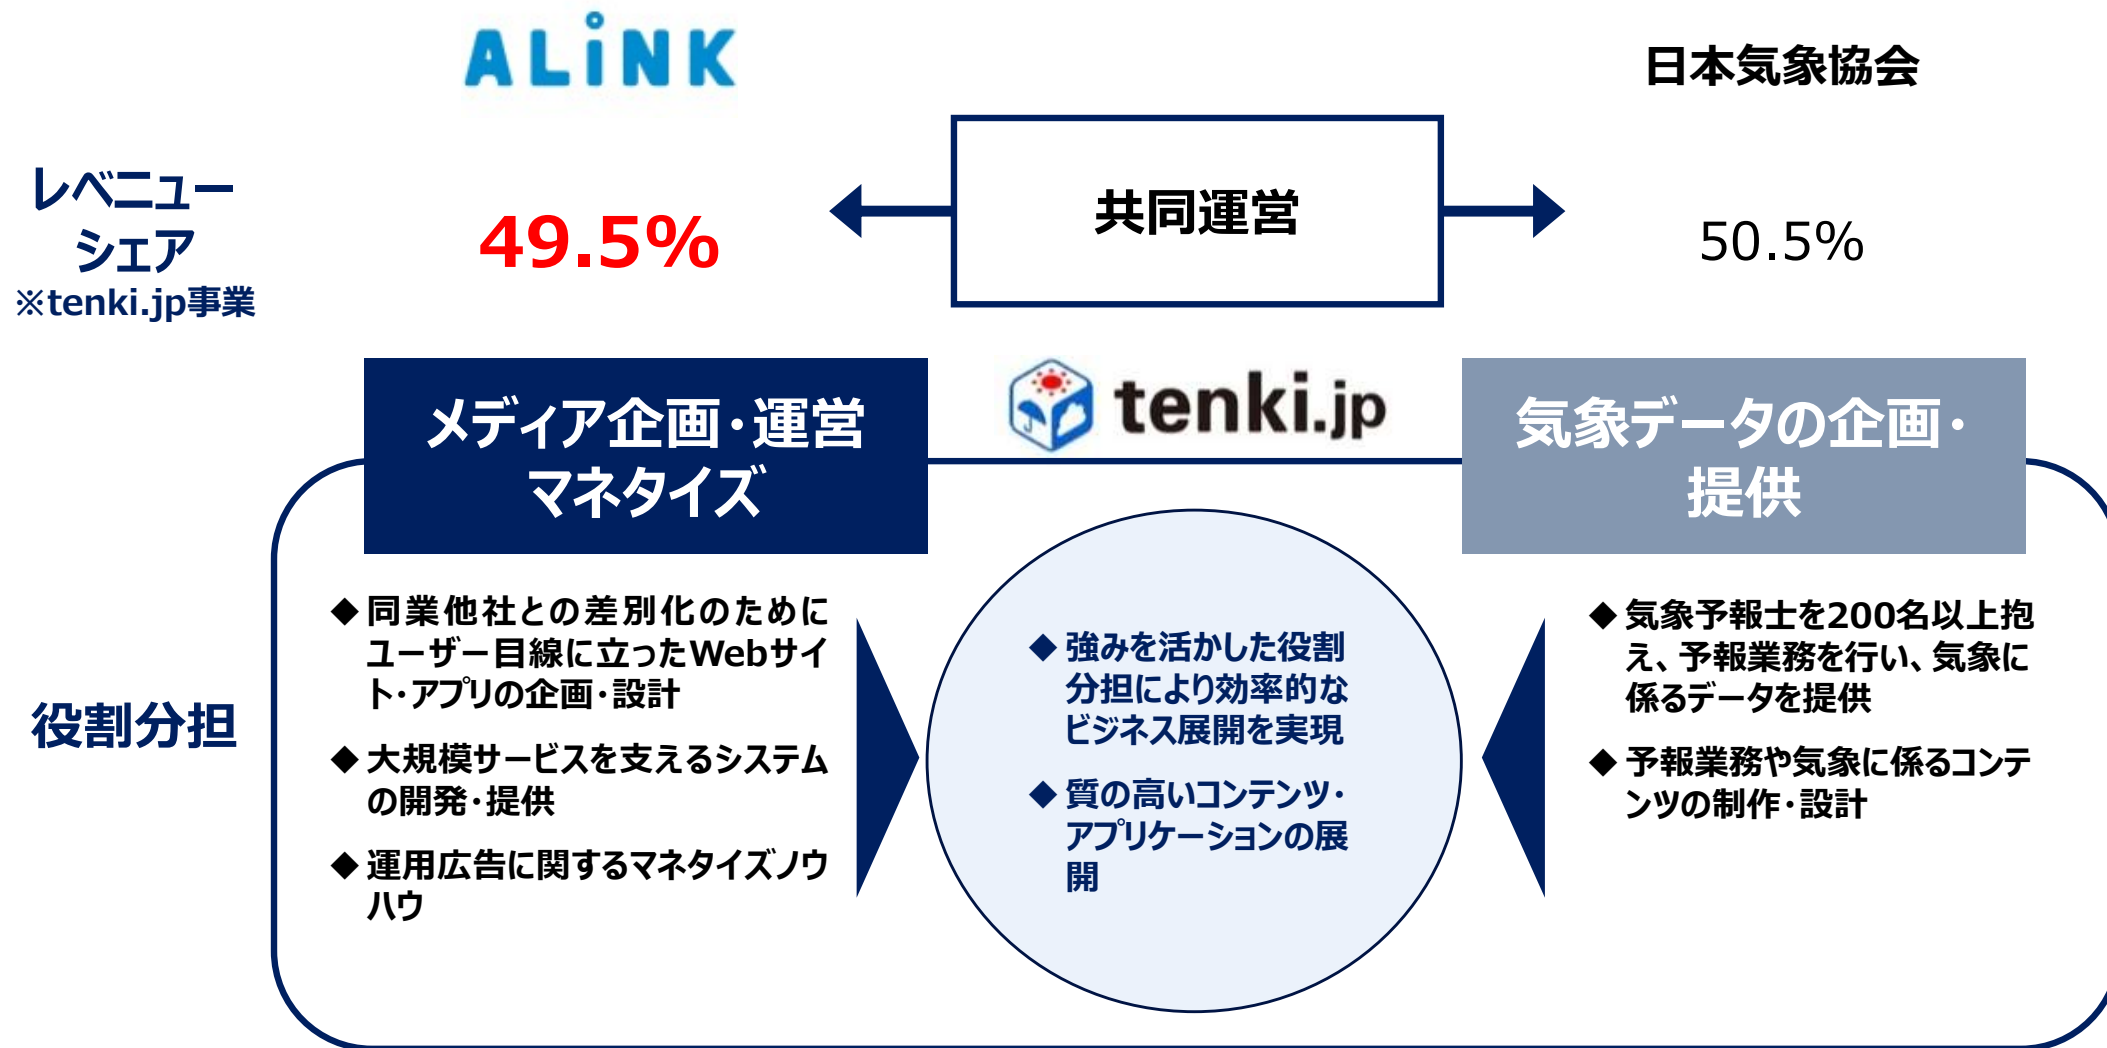 ALiNK
日本気象協会
レベニュー
シェア
※tenki.jp事業
49.5%
共同運営
50.5%
メディア企画・運営
マネタイズ
tenki.jp
気象データの企画・
提供
役割分担
◆同業他社との差別化のために
ユーザー目線に立ったWebサイ
ト・アプリの企画・設計
◆大規模サービスを支えるシステム
の開発・提供
◆運用広告に関するマネタイズノウ
ハウ
◆強みを活かした役割
分担により効率的な
ビジネス展開を実現
◆質の高いコンテンツ・
アプリケーションの展
開
◆気象予報士を200名以上抱
え、予報業務を行い、気象に
係るデータを提供
◆予報業務や気象に係るコンテ
ンツの制作・設計